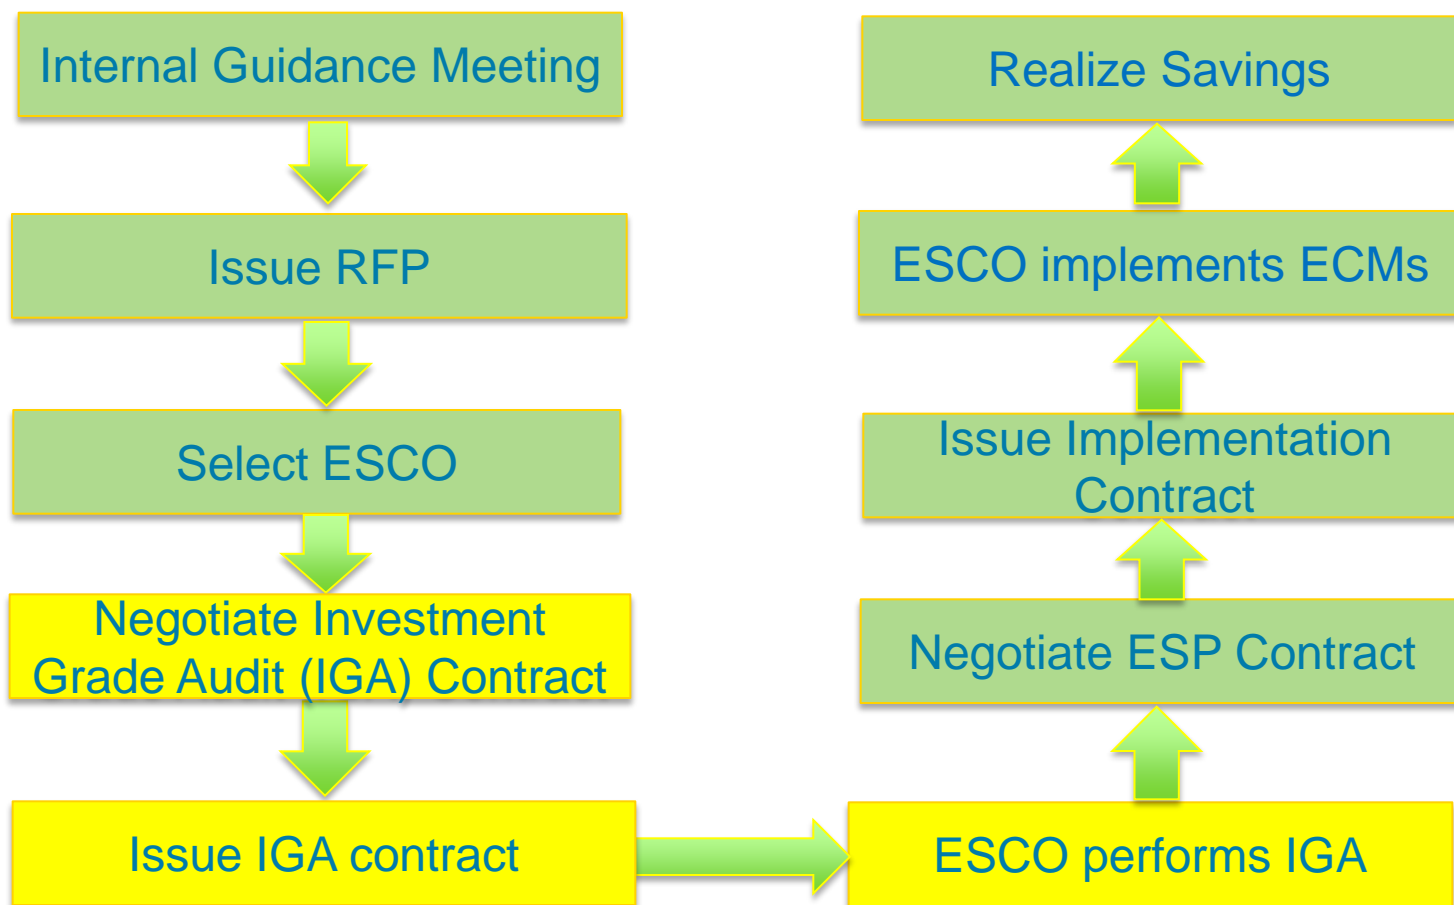 Internal Guidance Meeting
Issue RFP
Select ESCO
Negotiate Investment
Grade Audit (IGA) Contract
Issue IGA contract
ESCO performs IGA
Negotiate ESP Contract
Issue Implementation
Contract
ESCO implements ECMs
Realize Savings